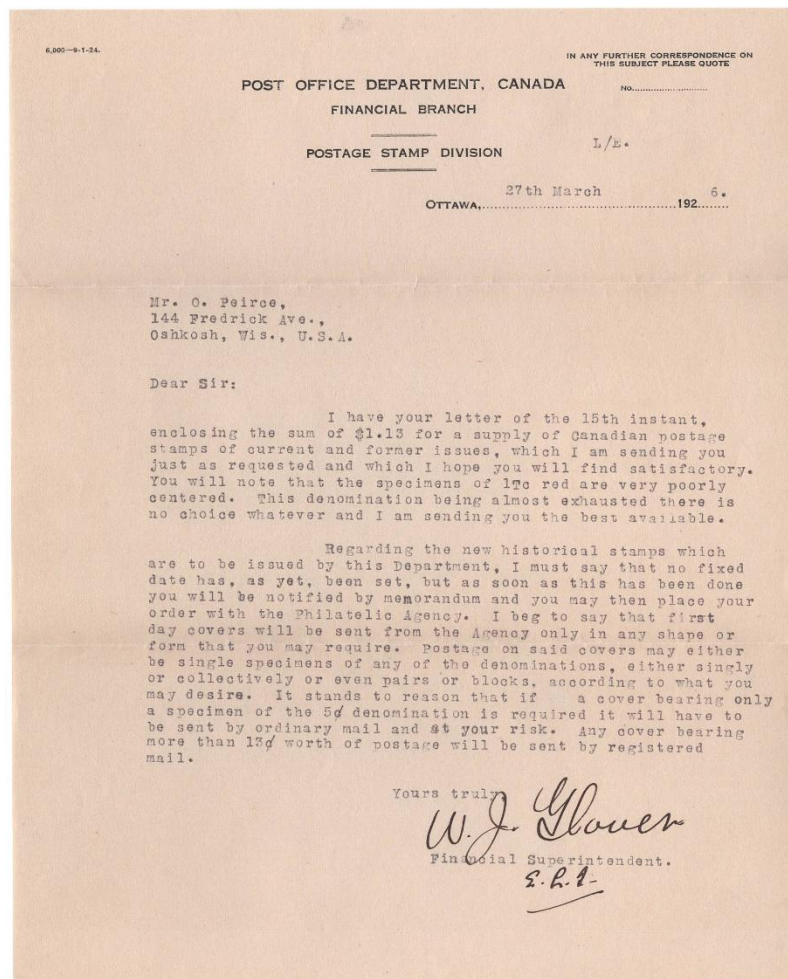 6,000—9-1-24.
IN ANY FURTHER CORRESPONDENCE ON
THIS SUBJECT PLEASE QUOTE
No.
POST OFFICE DEPARTMENT, CANADA
FINANCIAL BRANCH
POSTAGE STAMP DIVISION
L/E.
OTTAWA, 27th March 1926.
Mr. O. Peirce,
144 Fredrick Ave.,
Oshkosh, Wis., U.S.A.
Dear Sir:
I have your letter of the 15th instant,
enclosing the sum of $1.13 for a supply of Canadian postage
stamps of current and former issues, which I am sending you
just as requested and which I hope you will find satisfactory.
You will note that the specimens of 1Tc red are very poorly
centered. This denomination being almost exhausted there is
no choice whatever and I am sending you the best available.
Regarding the new historical stamps which
are to be issued by this Department, I must say that no fixed
date has, as yet, been set, but as soon as this has been done
you will be notified by memorandum and you may then place your
order with the Philatelic Agency. I beg to say that first
day covers will be sent from the Agency only in any shape or
form that you may require. Postage on said covers may either
be single specimens of any of the denominations, either singly
or collectively or even pairs or blocks, according to what you
may desire. It stands to reason that if a cover bearing only
a specimen of the 5¢ denomination is required it will have to
be sent by ordinary mail and at your risk. Any cover bearing
more than 13¢ worth of postage will be sent by registered
mail.
Yours truly
W. J. Glover
Financial Superintendent.